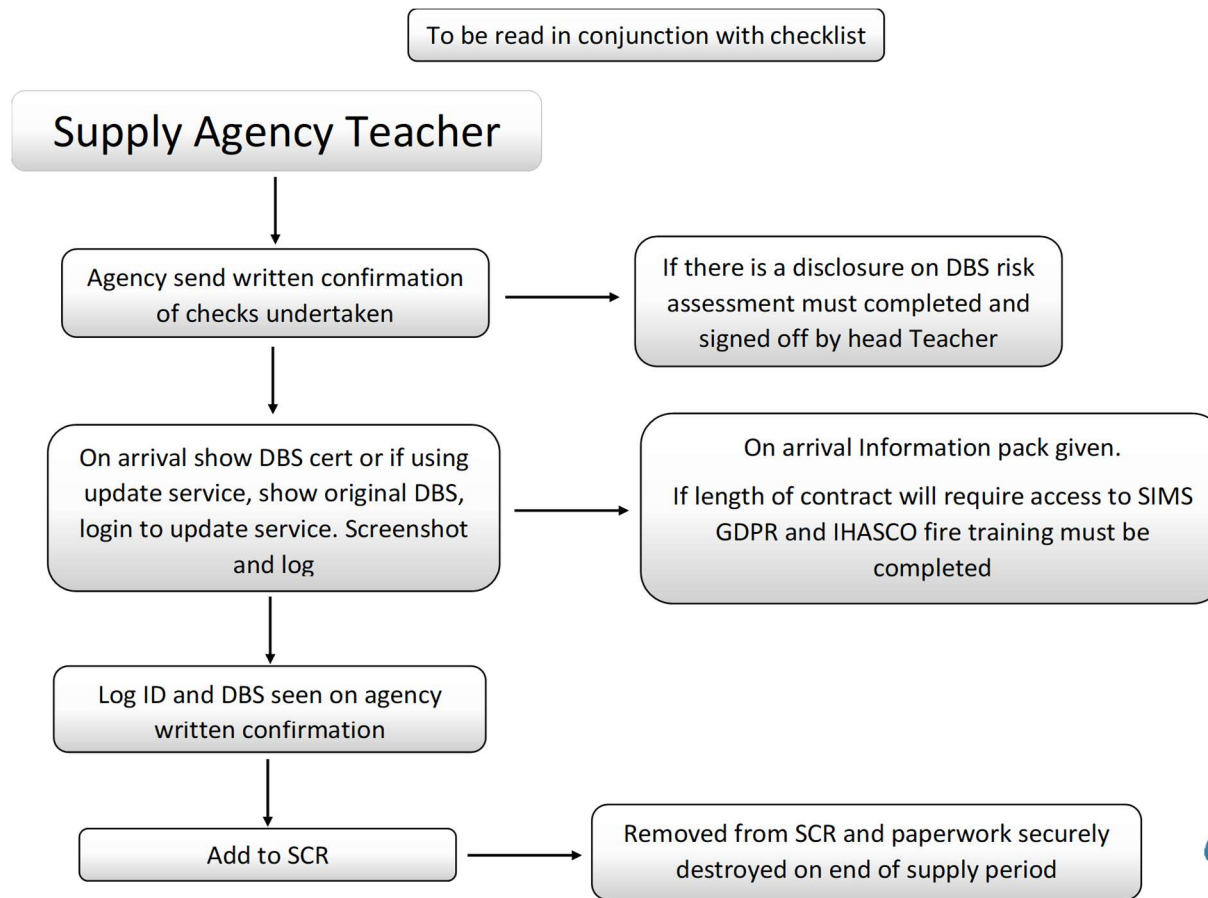 To be read in conjunction with checklist
Supply Agency Teacher
Agency send written confirmation
of checks undertaken
If there is a disclosure on DBS risk
assessment must completed and
signed off by head Teacher
On arrival show DBS cert or if using
update service, show original DBS,
login to update service. Screenshot
and log
On arrival Information pack given.
If length of contract will require access to SIMS
GDPR and IHASCO fire training must be
completed
Log ID and DBS seen on agency
written confirmation
Add to SCR
Removed from SCR and paperwork securely
destroyed on end of supply period